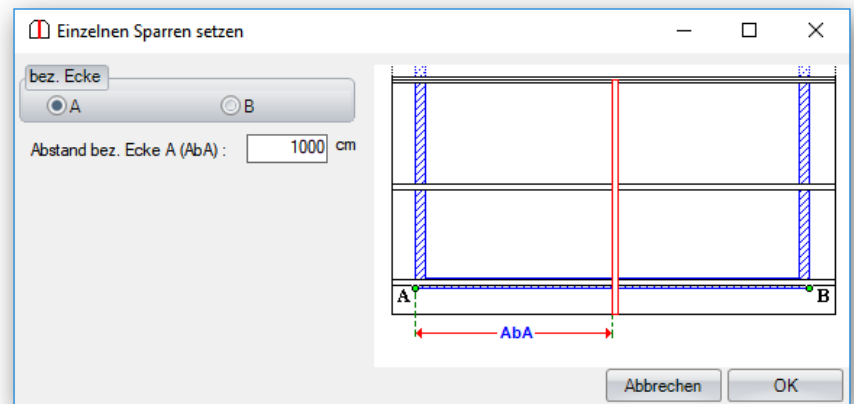 Einzelnen Sparren setzen
bez. Ecke
A B
Abstand bez. Ecke A (AbA) : 1000 cm
A B
AbA
Abbrechen OK